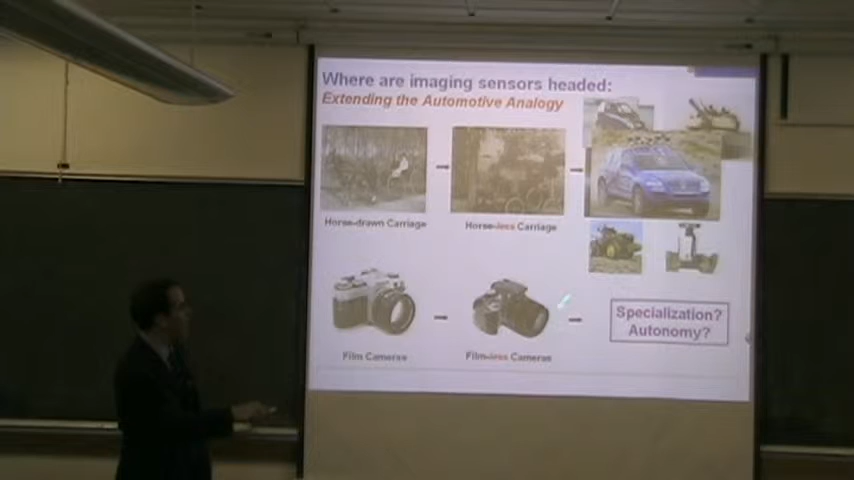 Where are imaging sensors headed:
Extending the Automotive Analogy
Horse-drawn Carriage
Horse-less Carriage
Film Cameras
Film-less Cameras
Specialization?
Autonomy?